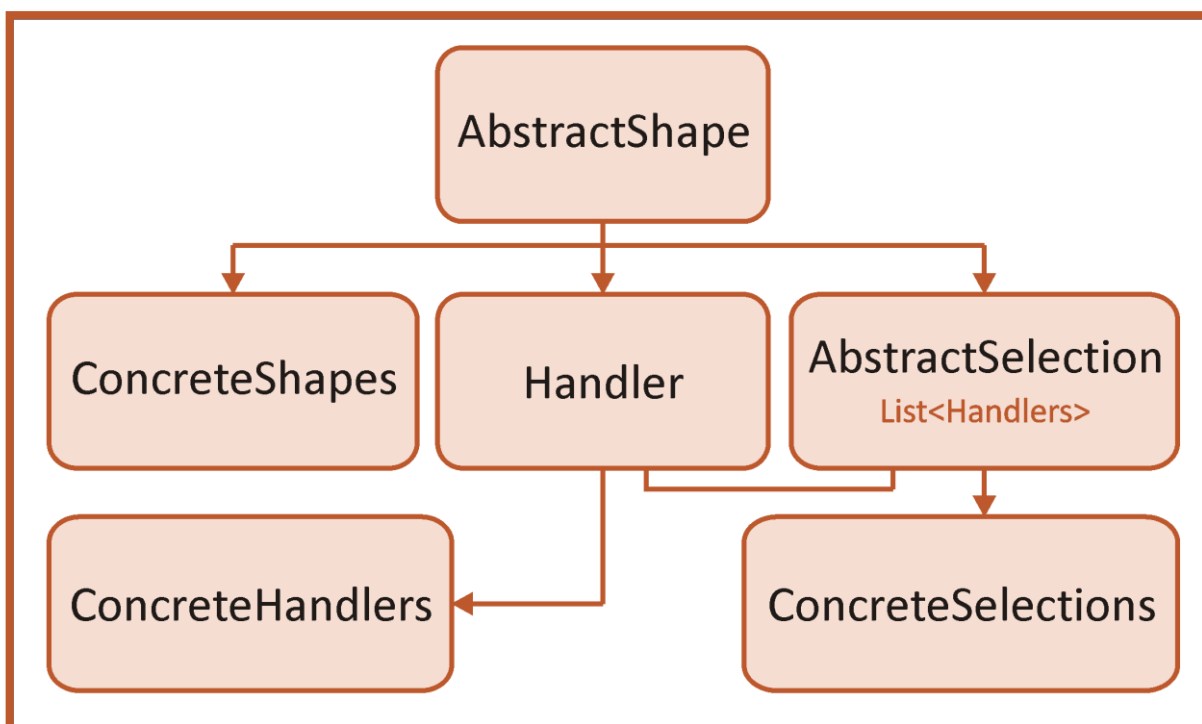 AbstractShape
ConcreteShapes
Handler
AbstractSelection
List<Handlers>
ConcreteHandlers
ConcreteSelections